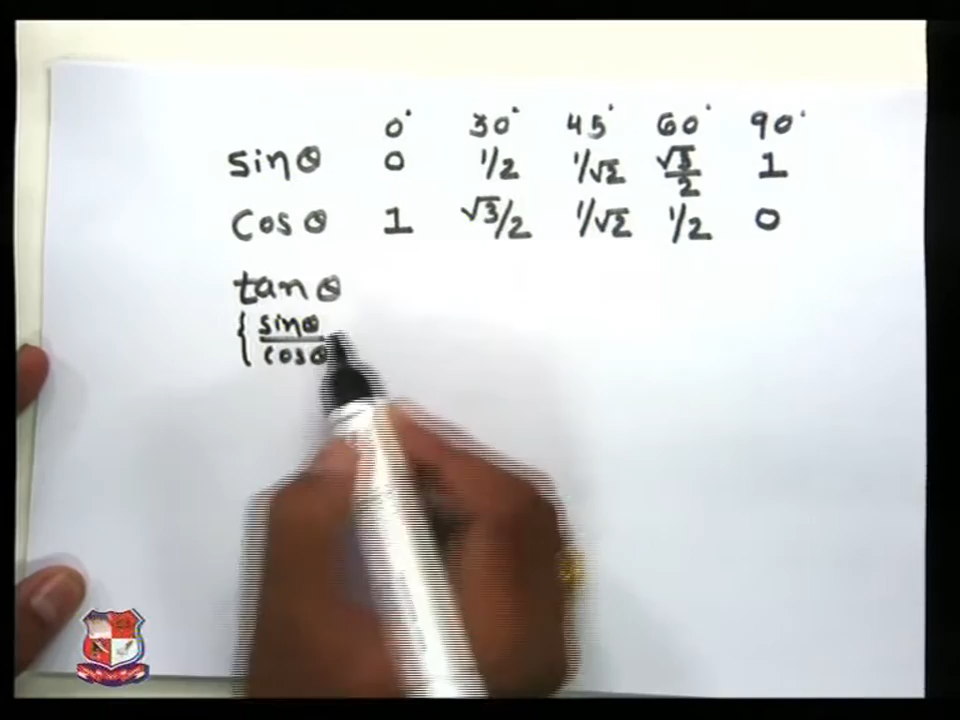 0° 30° 45° 60° 90°
sinθ 0 1/2 1/√2 √3/2 1
cosθ 1 √3/2 1/√2 1/2 0
tanθ
{ sinθ
cosθ